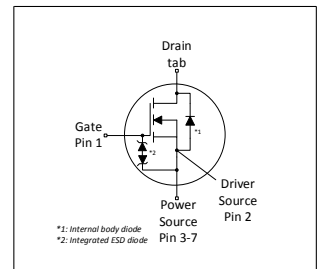 Drain
tab
*1
Gate
Pin 1
*2
Driver
Source
Pin 2
Power
Source
Pin 3-7
*1: Internal body diode
*2: Integrated ESD diode